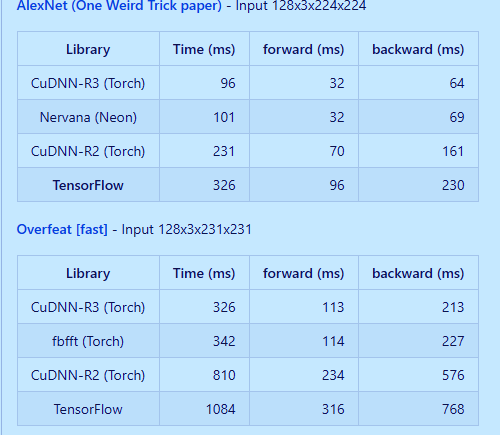 AlexNet (One Weird Trick paper) - Input 128x3x224x224
Library Time (ms) forward (ms) backward (ms)
CuDNN-R3 (Torch) 96 32 64
Nervana (Neon) 101 32 69
CuDNN-R2 (Torch) 231 70 161
TensorFlow 326 96 230
Overfeat [fast] - Input 128x3x231x231
Library Time (ms) forward (ms) backward (ms)
CuDNN-R3 (Torch) 326 113 213
fbfft (Torch) 342 114 227
CuDNN-R2 (Torch) 810 234 576
TensorFlow 1084 316 768